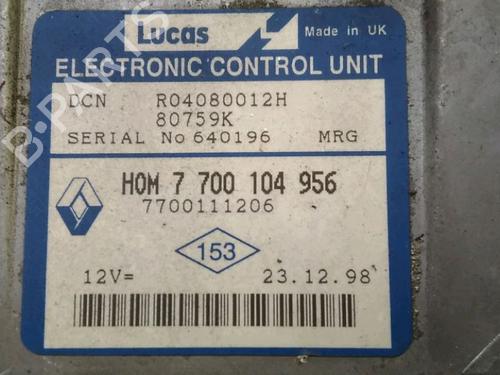 Lucas Made in UK
ELECTRONIC CONTROL UNIT
DCN R04080012H
80759K
SERIAL No 640196 MRG
HOM 7 700 104 956
7700111206
153
12V= 23.12.98
B-PARTS